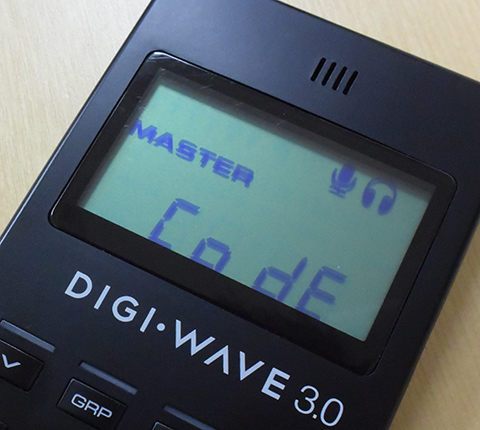 MASTER
CodE
DIGI·WAVE 3.0
GRP